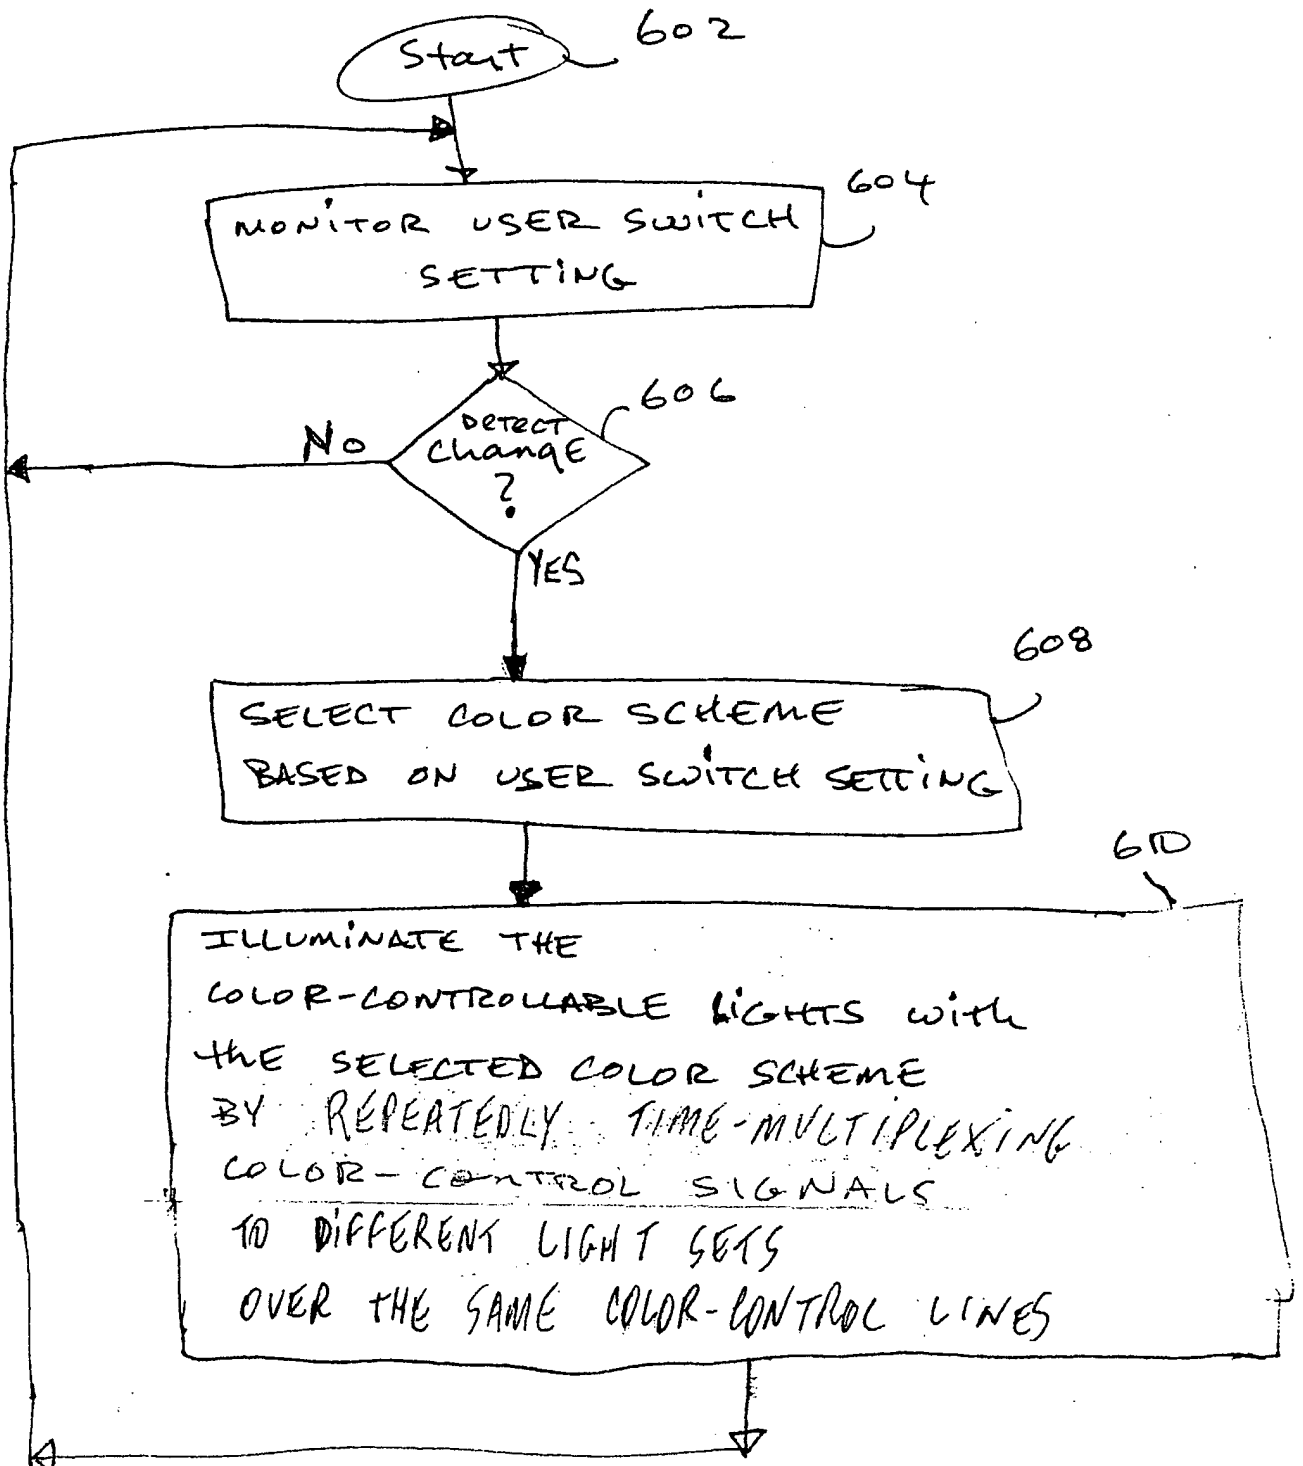 Start
602
MONITOR USER SWITCH
SETTING
604
DETECT
ChangE
?
606
No
YES
608
SELECT COLOR SCHEME
BASED ON USER SWITCH SETTING
610
ILLUMINATE THE
COLOR-CONTROLLABLE LIGHTS with
thE SELECTED COLOR SCHEME
BY REPEATEDLY TIME-MULTIPLEXING
COLOR-CONTROL SIGNALS
TO DIFFERENT LIGHT SETS
OVER THE SAME COLOR-CONTROL LINES